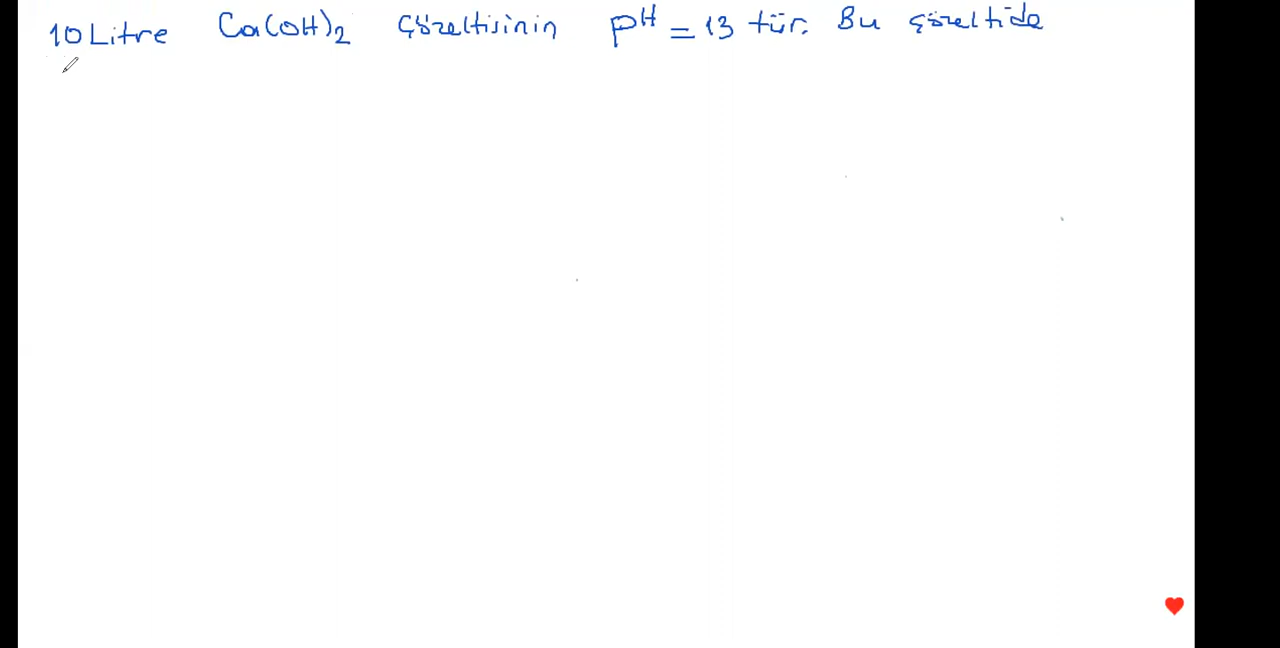 10 Litre Ca(OH)2 çözeltisinin pH = 13 tür. Bu çözeltide